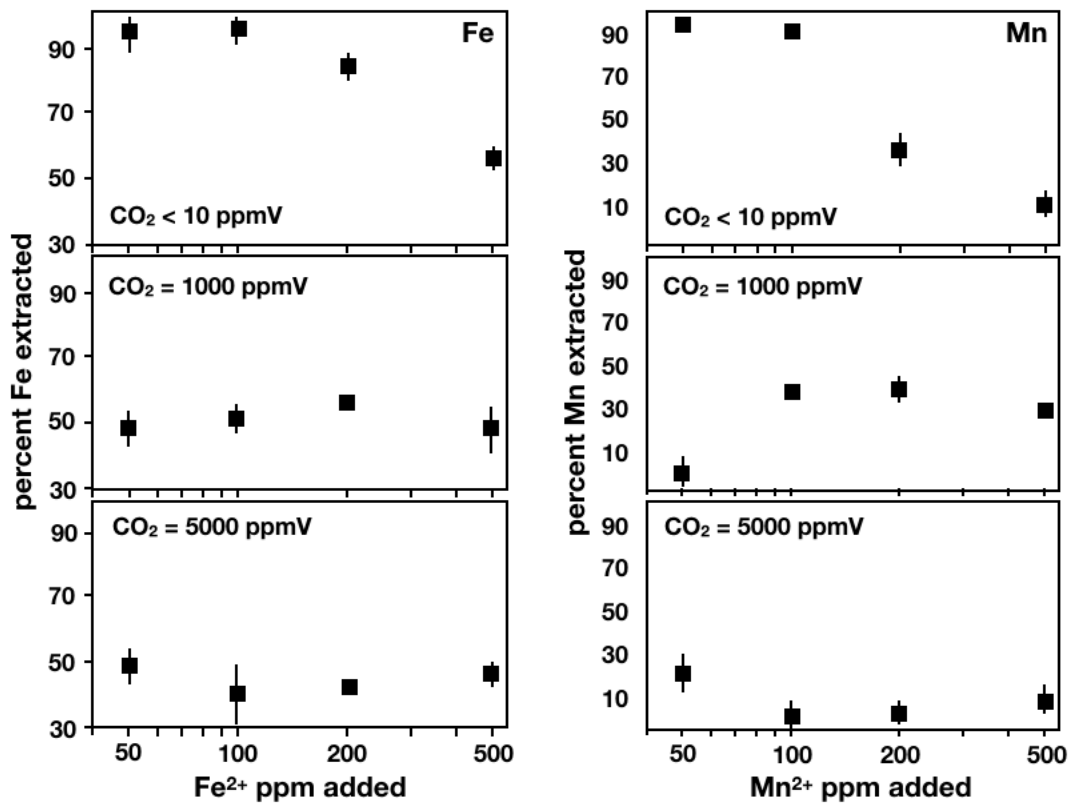 Fe
90
70
50
30
CO₂ < 10 ppmV
CO₂ = 1000 ppmV
90
70
50
30
CO₂ = 5000 ppmV
90
70
50
30
50 100 200 500
Fe²⁺ ppm added
percent Fe extracted
Mn
90
70
50
30
10
CO₂ < 10 ppmV
CO₂ = 1000 ppmV
90
70
50
30
10
CO₂ = 5000 ppmV
90
70
50
30
10
50 100 200 500
Mn²⁺ ppm added
percent Mn extracted